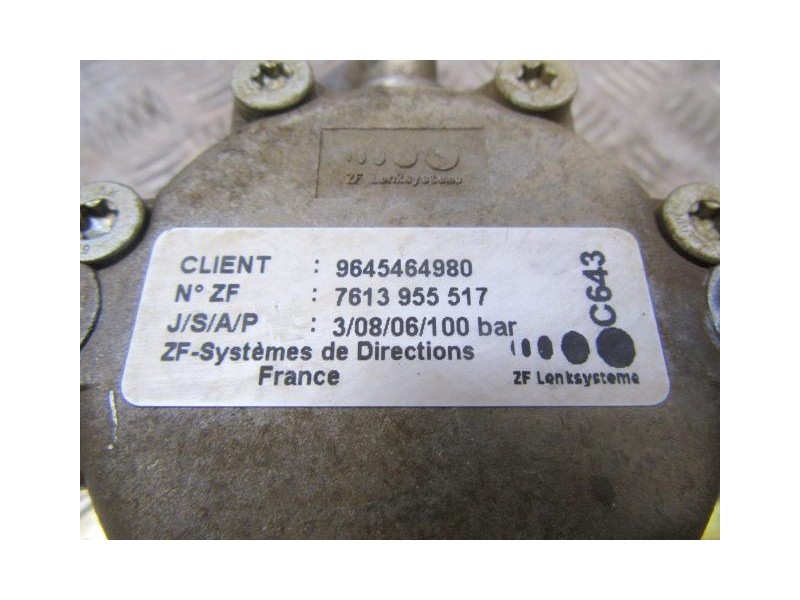 ZF Lenksysteme
CLIENT : 9645464980
N° ZF : 7613 955 517
J/S/A/P : 3/08/06/100 bar
ZF-Systèmes de Directions
France
C643
ZF Lenksysteme